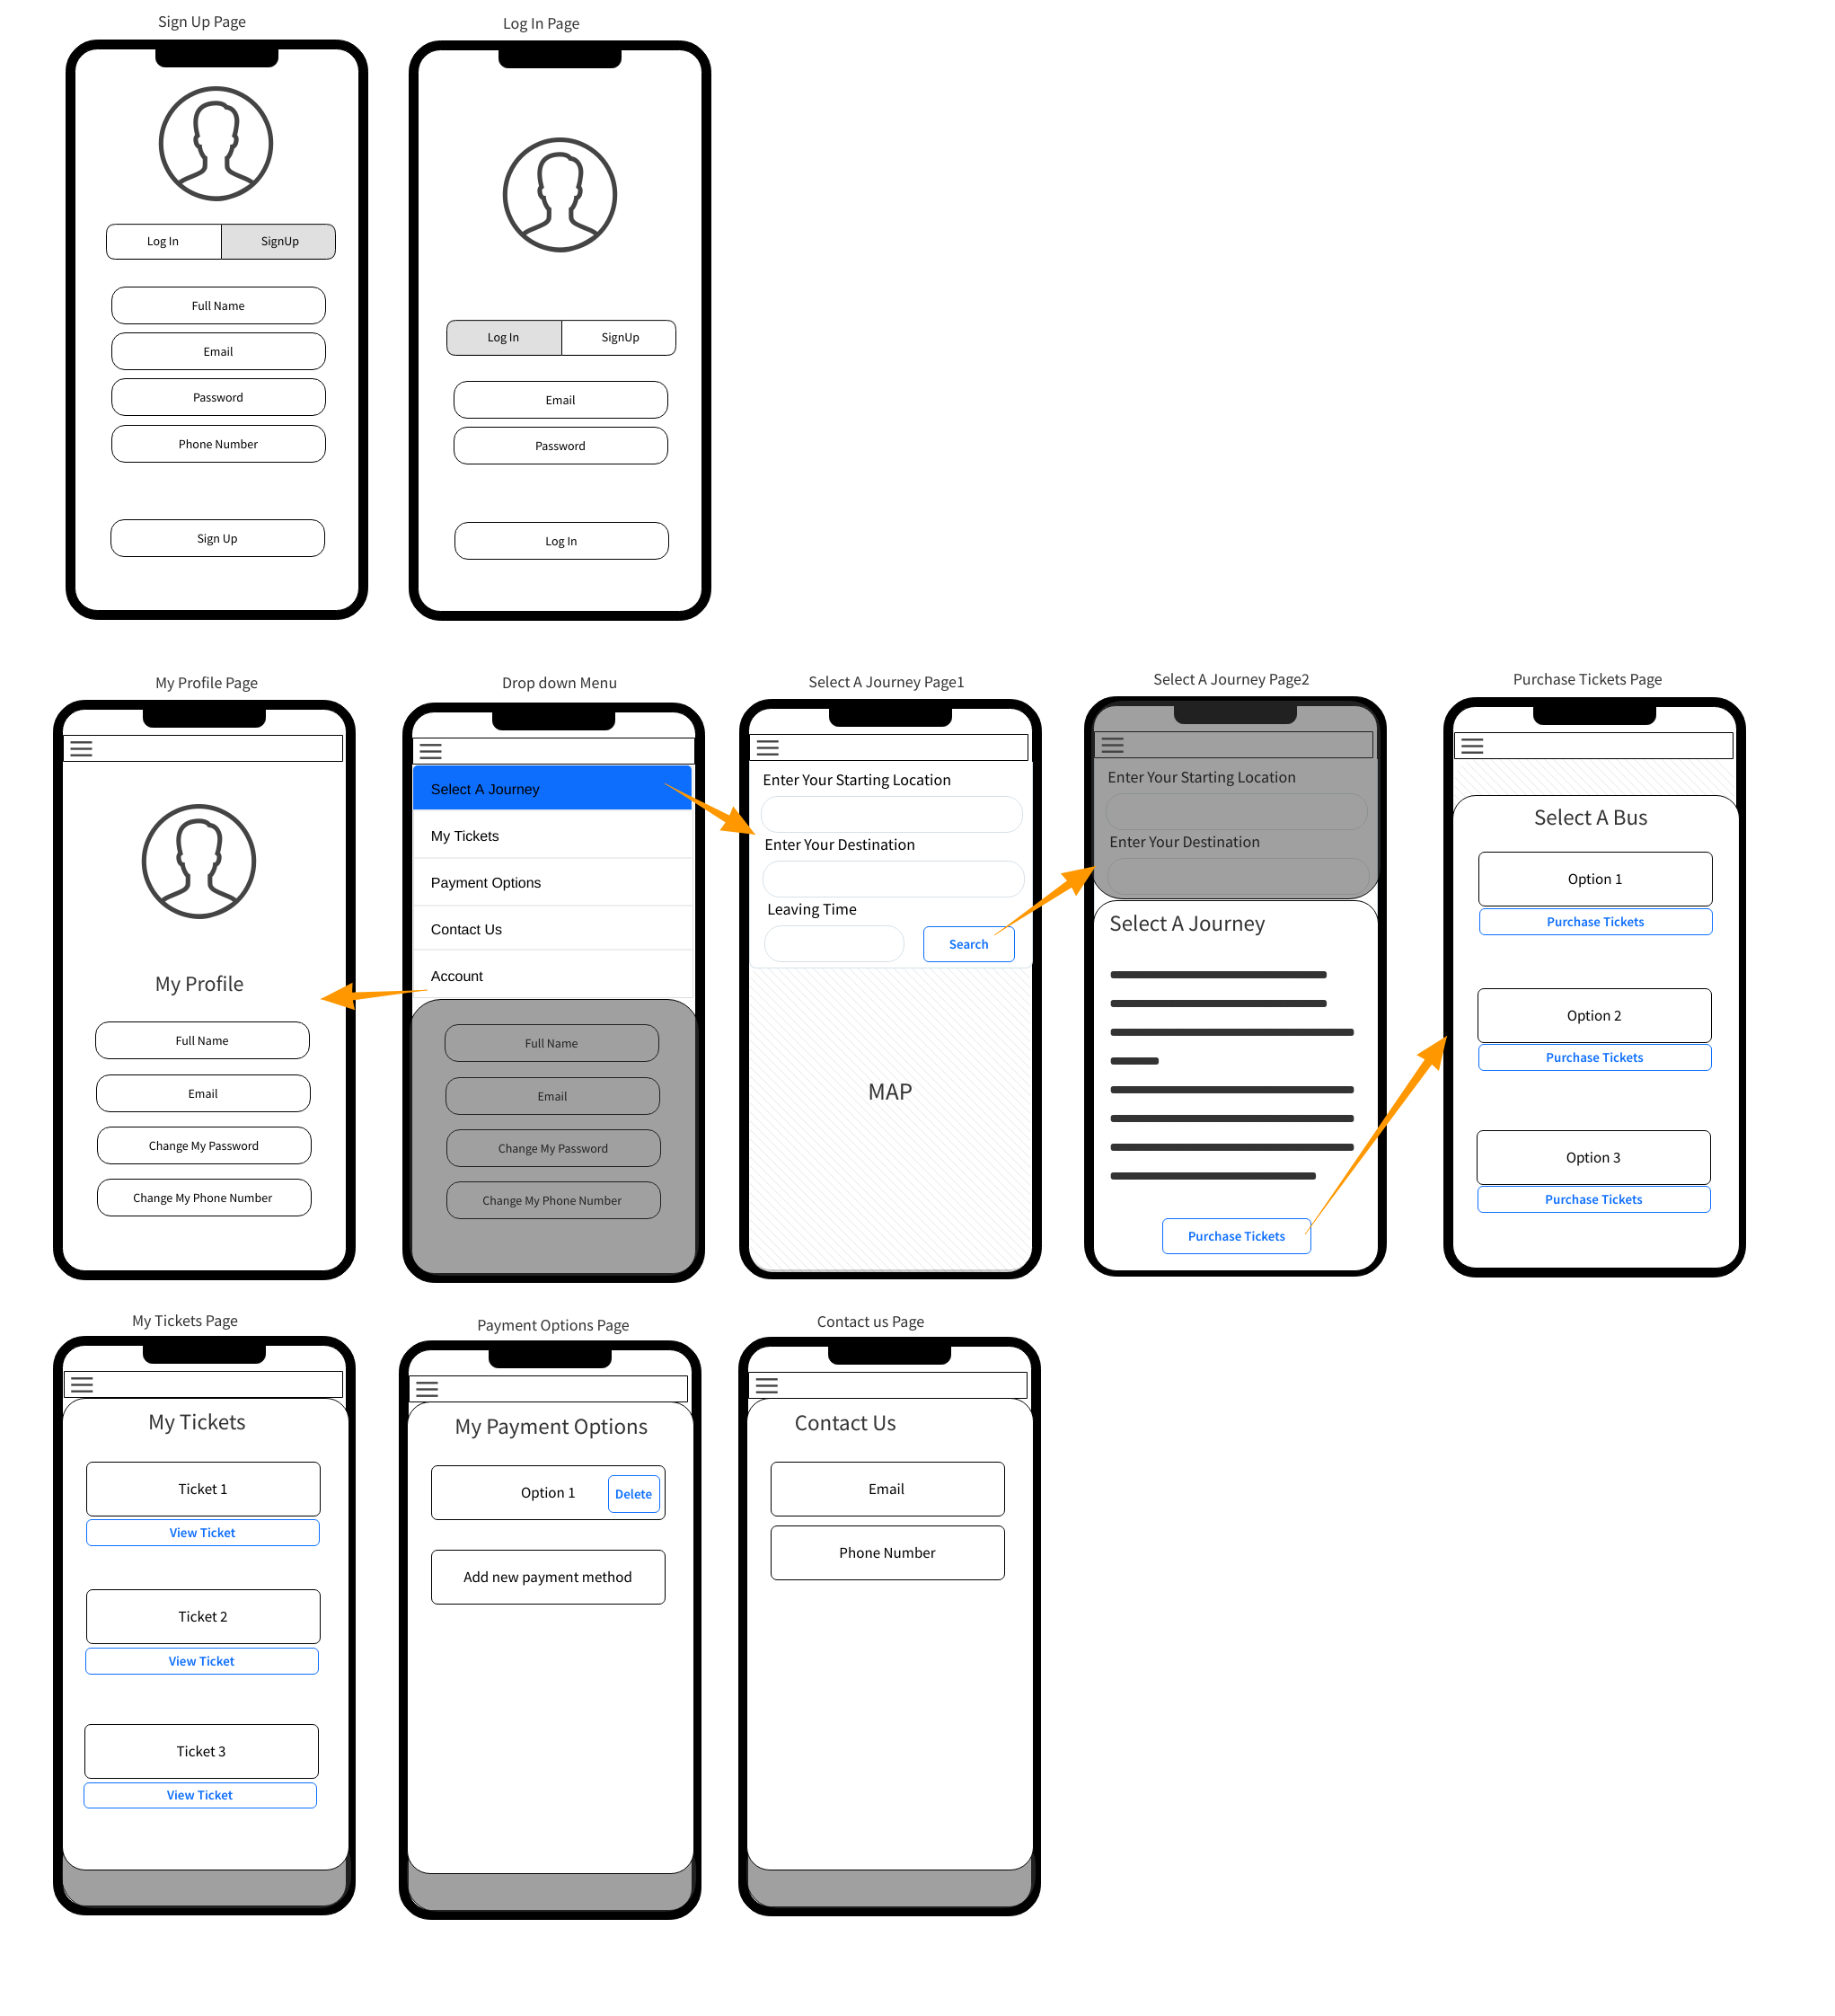 Sign Up Page
Log In
SignUp
Full Name
Email
Password
Phone Number
Sign Up
Log In Page
Log In
SignUp
Email
Password
Log In
My Profile Page
My Profile
Full Name
Email
Change My Password
Change My Phone Number
Drop down Menu
Select A Journey
My Tickets
Payment Options
Contact Us
Account
Full Name
Email
Change My Password
Change My Phone Number
Select A Journey Page1
Enter Your Starting Location
Enter Your Destination
Leaving Time
Search
MAP
Select A Journey Page2
Enter Your Starting Location
Enter Your Destination
Select A Journey
Purchase Tickets
Purchase Tickets Page
Select A Bus
Option 1
Purchase Tickets
Option 2
Purchase Tickets
Option 3
Purchase Tickets
My Tickets Page
My Tickets
Ticket 1
View Ticket
Ticket 2
View Ticket
Ticket 3
View Ticket
Payment Options Page
My Payment Options
Option 1
Delete
Add new payment method
Contact us Page
Contact Us
Email
Phone Number